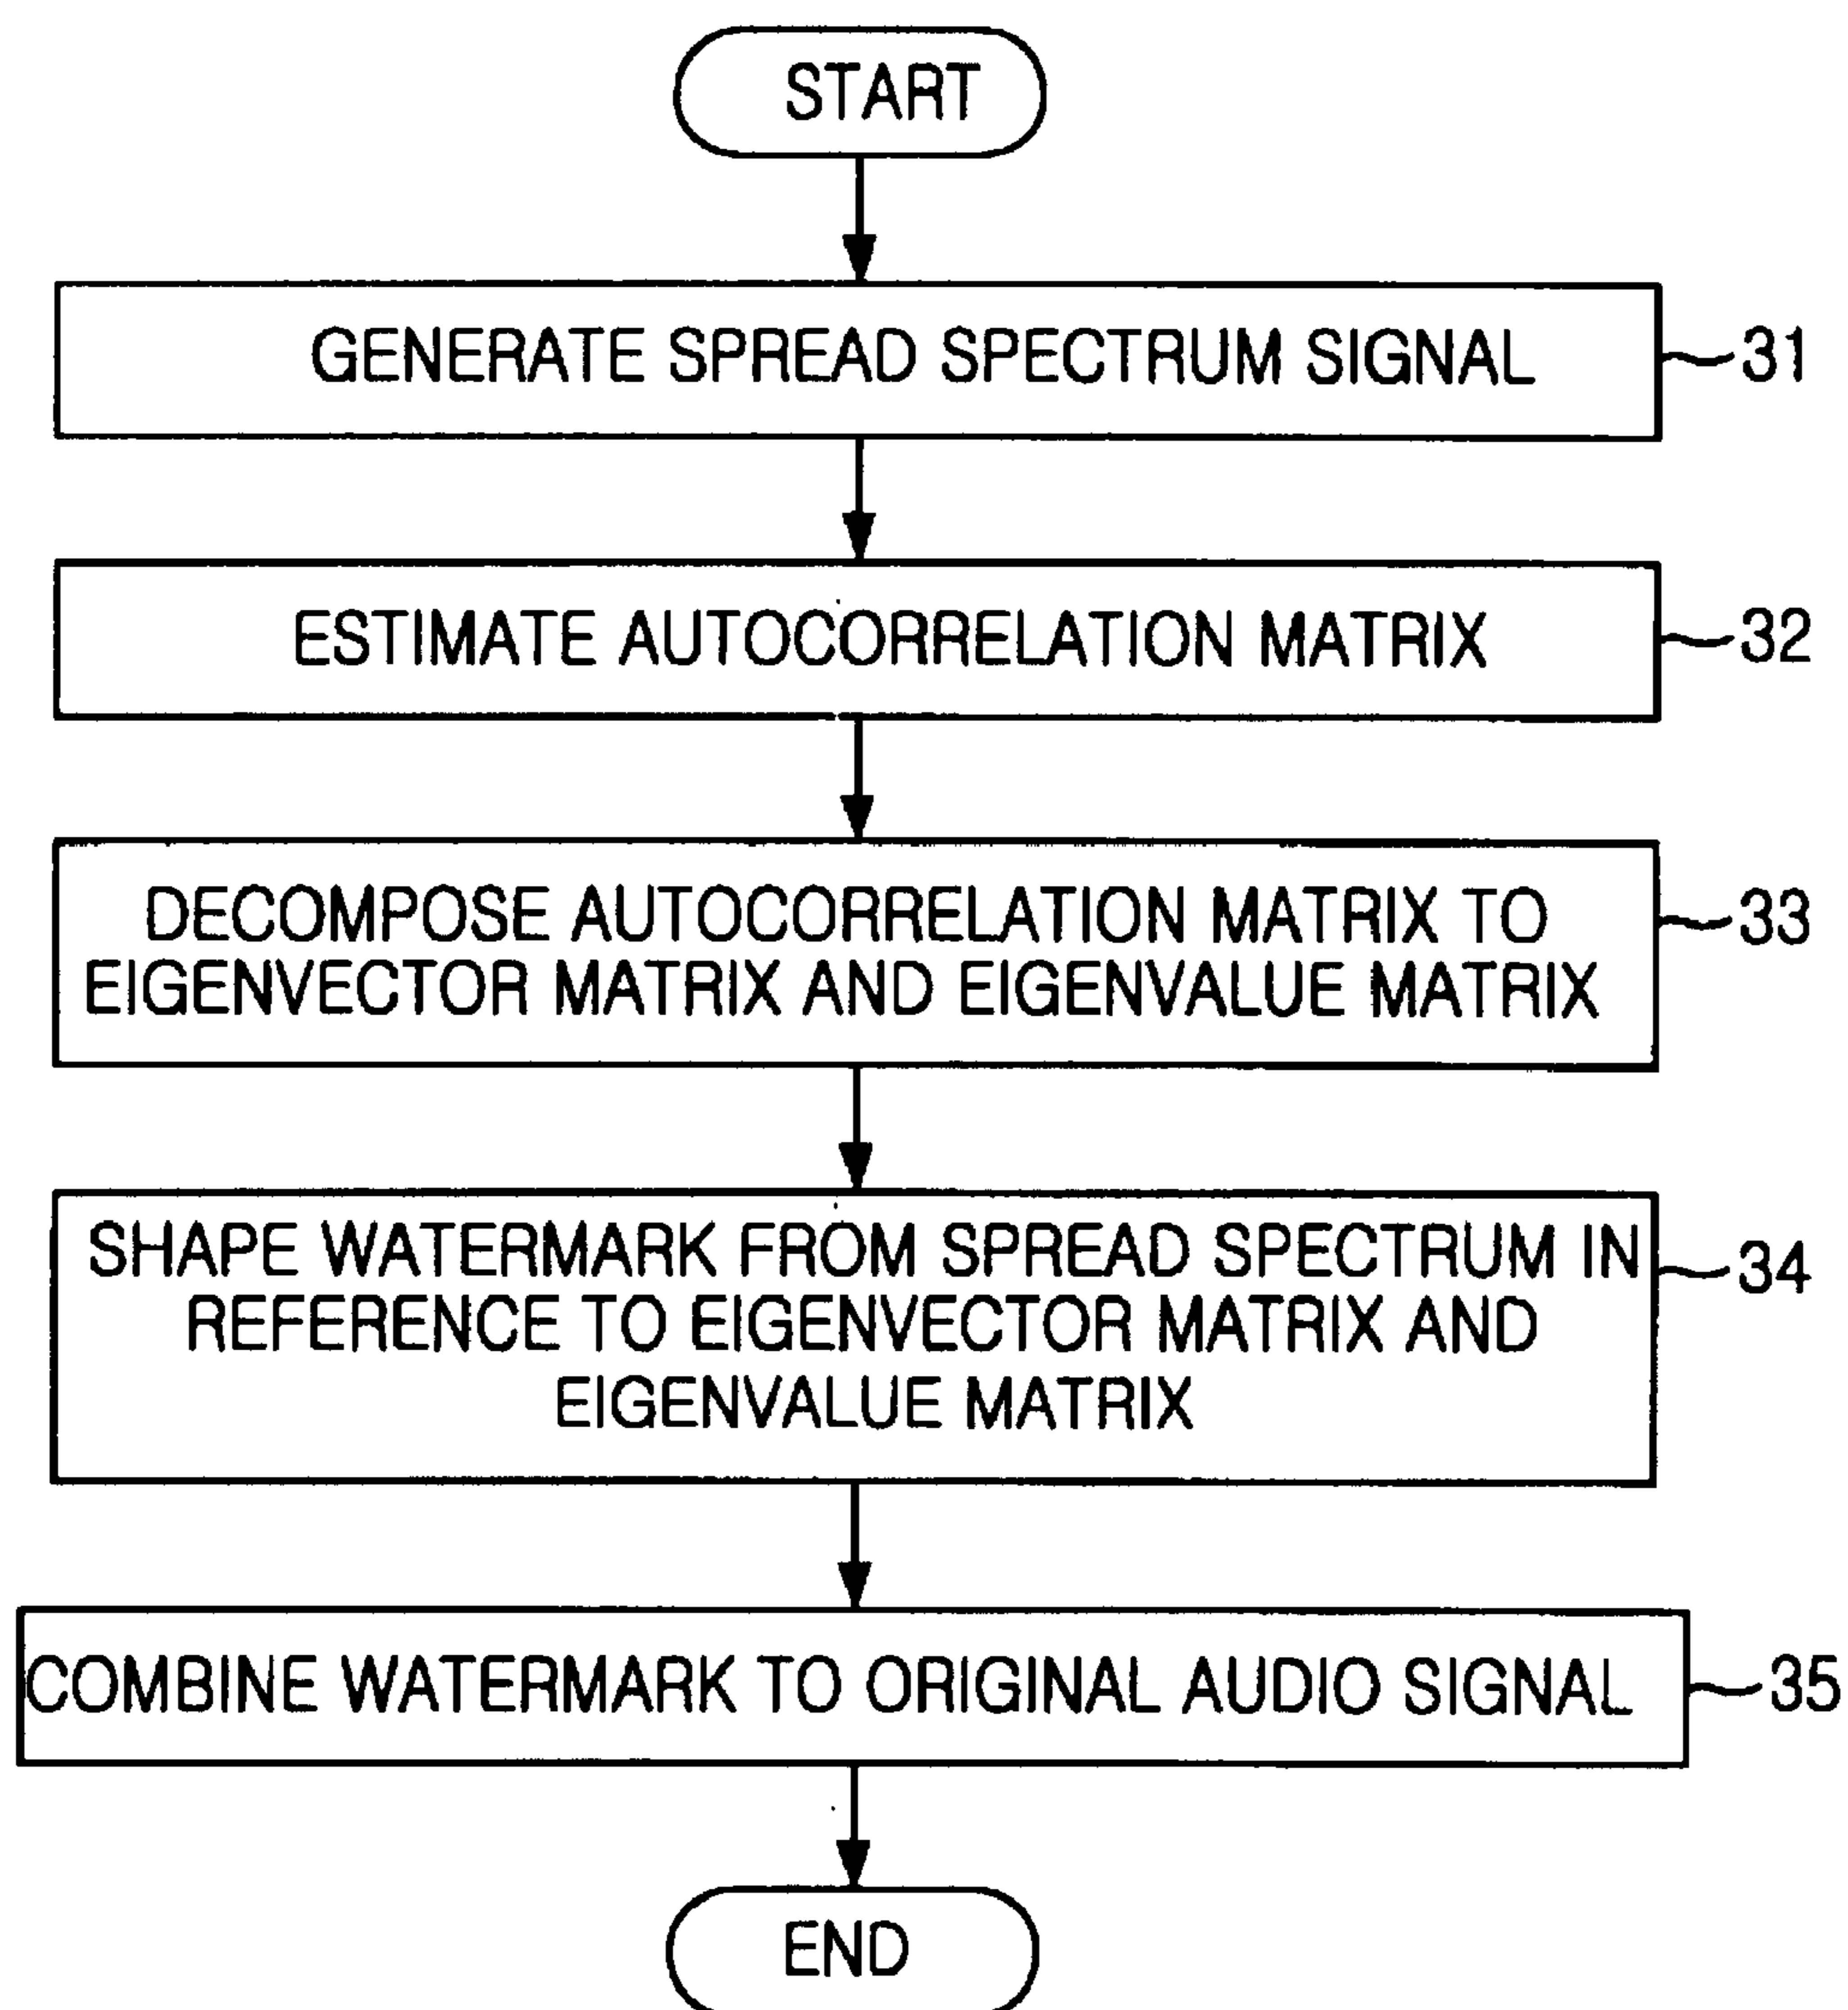 START
GENERATE SPREAD SPECTRUM SIGNAL
31
ESTIMATE AUTOCORRELATION MATRIX
32
DECOMPOSE AUTOCORRELATION MATRIX TO
EIGENVECTOR MATRIX AND EIGENVALUE MATRIX
33
SHAPE WATERMARK FROM SPREAD SPECTRUM IN
REFERENCE TO EIGENVECTOR MATRIX AND
EIGENVALUE MATRIX
34
COMBINE WATERMARK TO ORIGINAL AUDIO SIGNAL
35
END